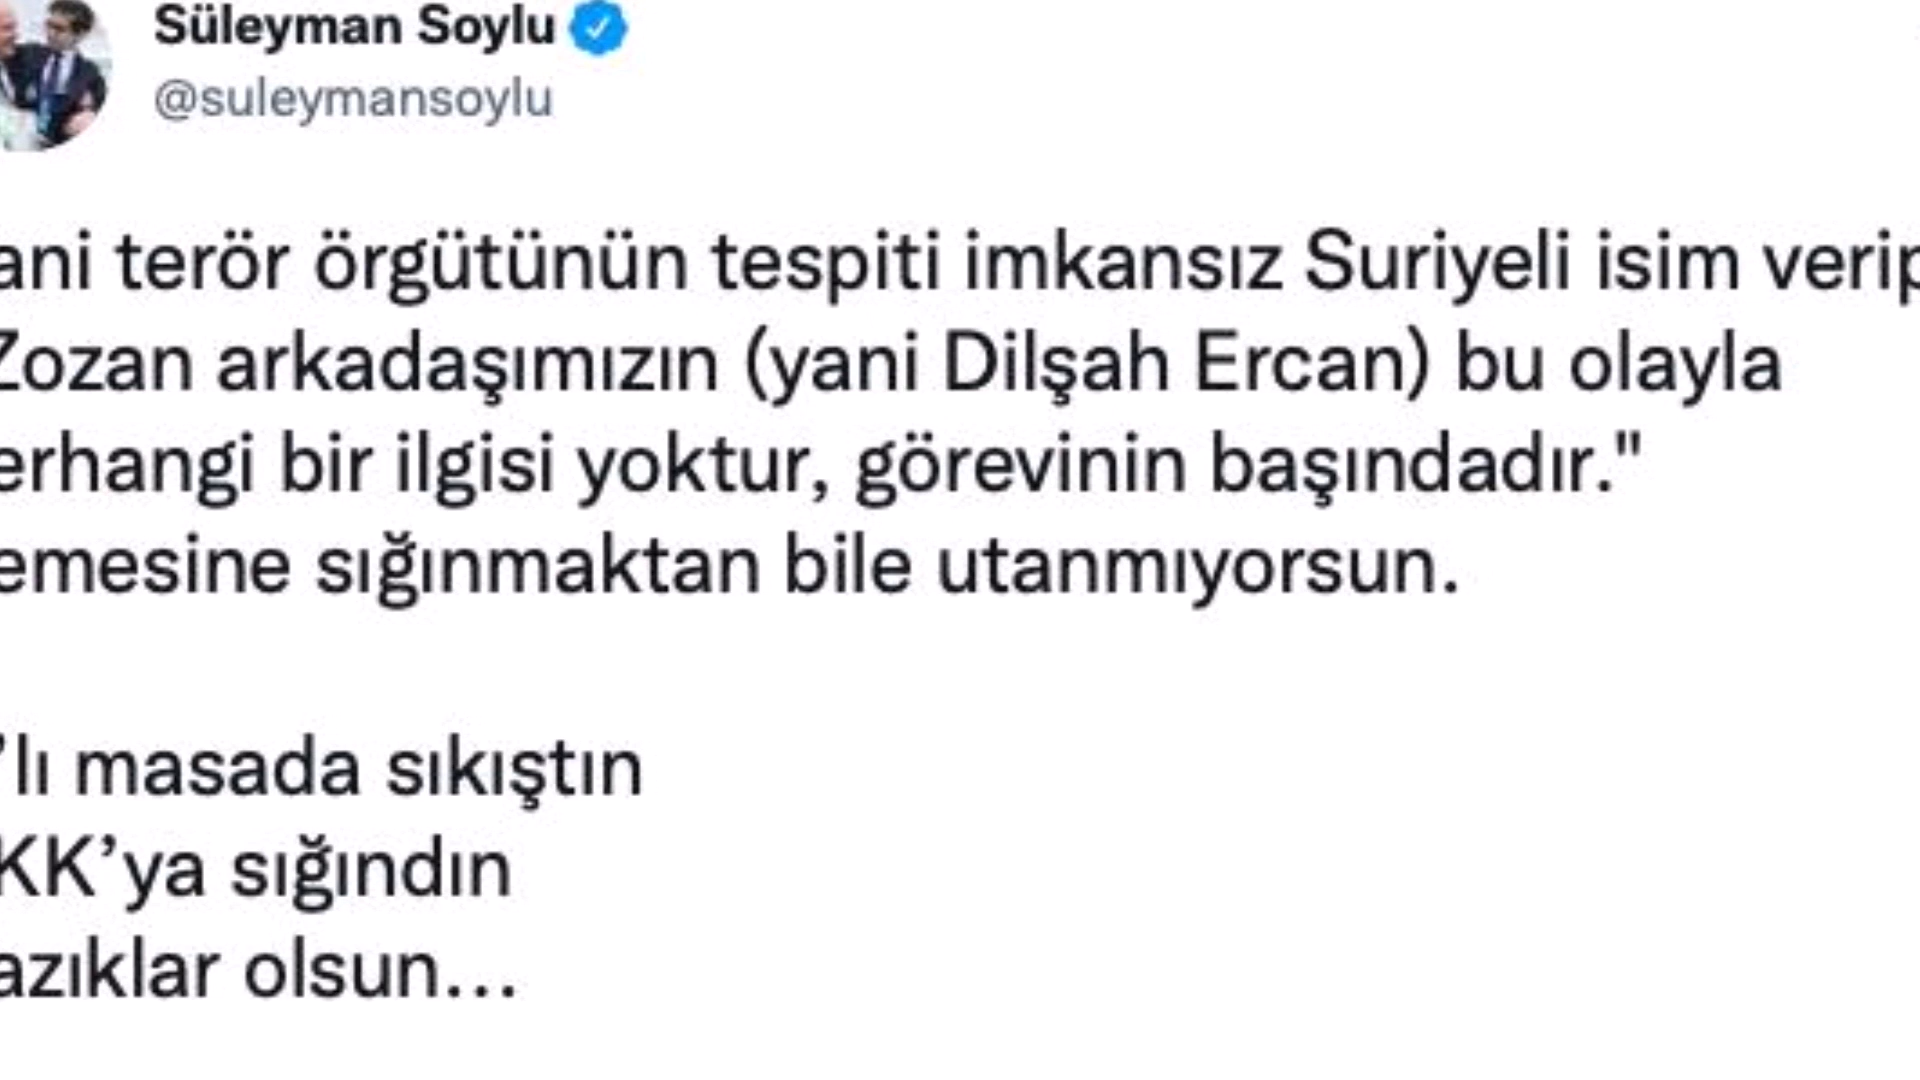 Süleyman Soylu
@suleymansoylu
ani terör örgütünün tespiti imkansız Suriyeli isim verip
Zozan arkadaşımızın (yani Dilşah Ercan) bu olayla
erhangi bir ilgisi yoktur, görevinin başındadır."
emesine sığınmaktan bile utanmıyorsun.
'lı masada sıkıştın
KK’ya sığındın
azıklar olsun...